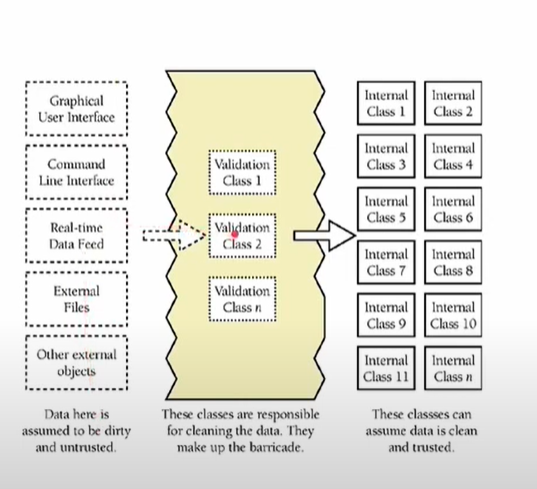 Graphical
User Interface
Command
Line Interface
Real-time
Data Feed
External
Files
Other external
objects
Data here is
assumed to be dirty
and untrusted.
Validation
Class 1
Validation
Class 2
Validation
Class n
These classes are responsible
for cleaning the data. They
make up the barricade.
Internal
Class 1
Internal
Class 2
Internal
Class 3
Internal
Class 4
Internal
Class 5
Internal
Class 6
Internal
Class 7
Internal
Class 8
Internal
Class 9
Internal
Class 10
Internal
Class 11
Internal
Class n
These classses can
assume data is clean
and trusted.